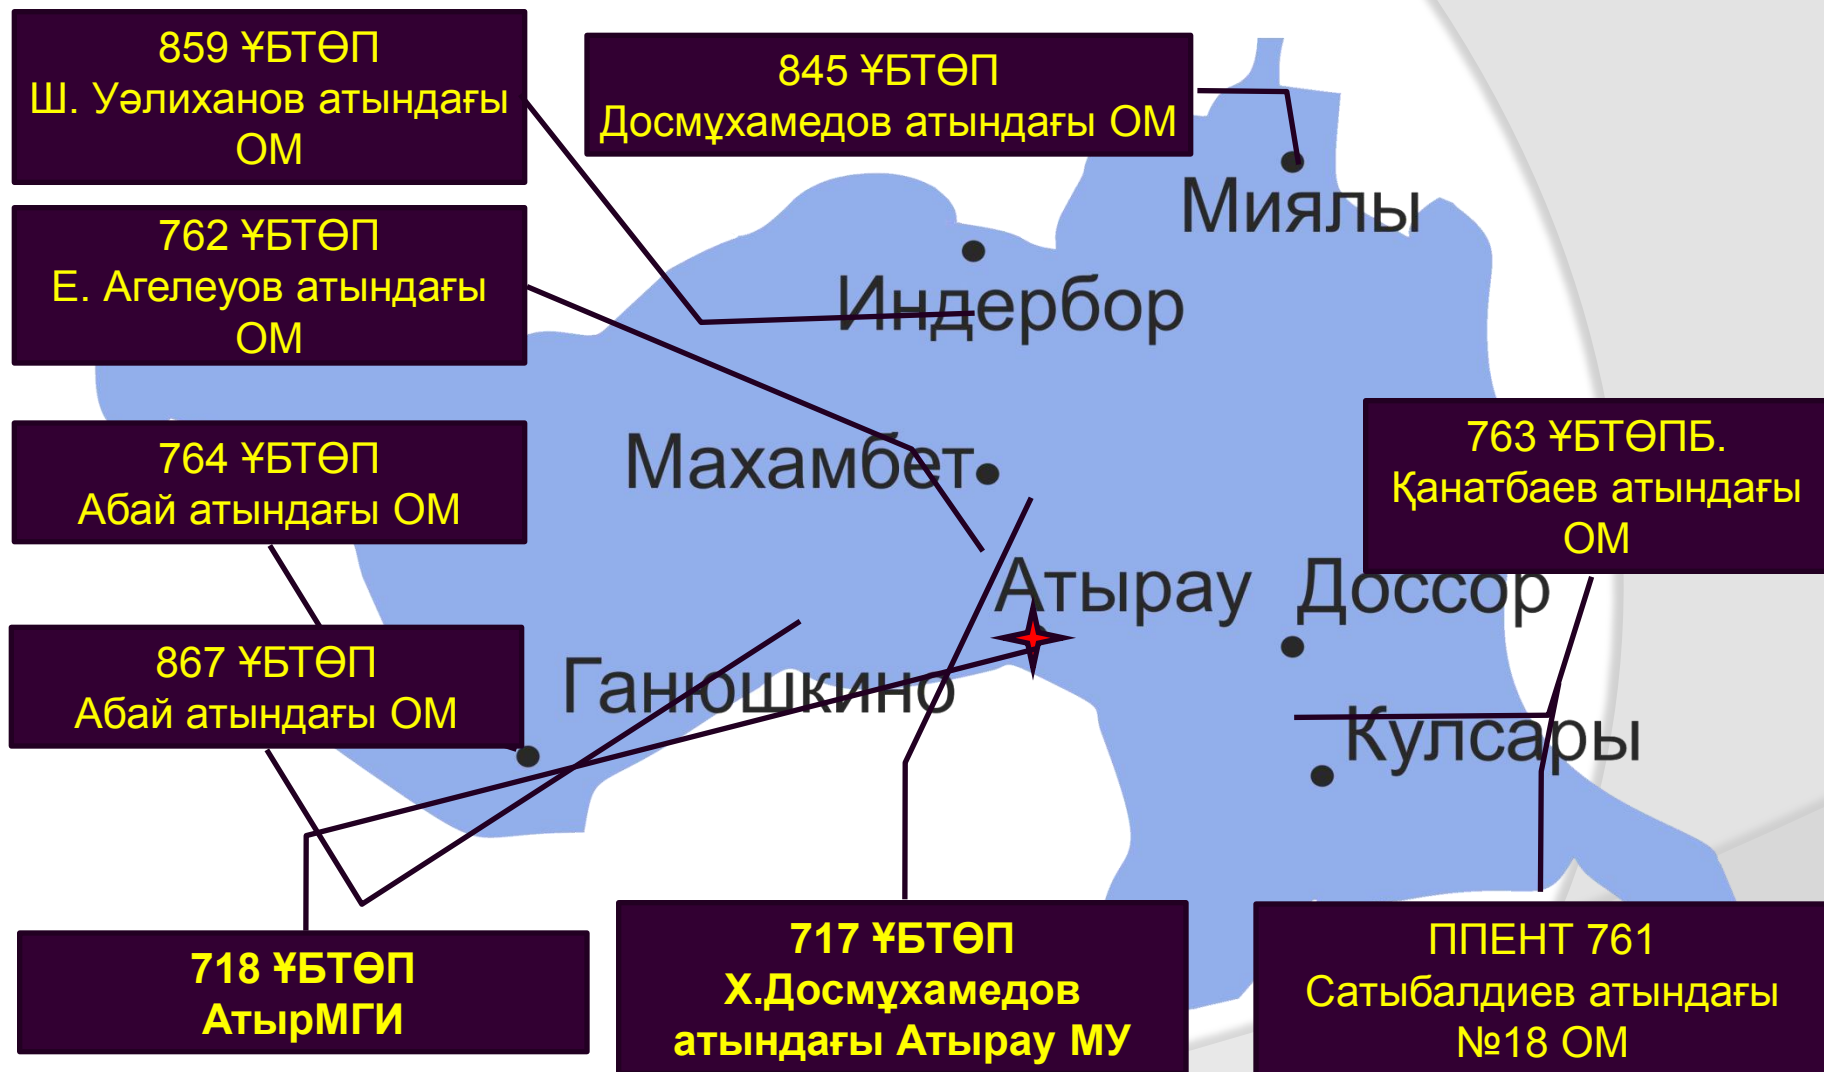 859 ҰБТӨП
Ш. Уәлиханов атындағы
ОМ
845 ҰБТӨП
Досмұхамедов атындағы ОМ
Миялы
762 ҰБТӨП
Е. Агелеуов атындағы
ОМ
Индербор
764 ҰБТӨП
Абай атындағы ОМ
Махамбет
763 ҰБТӨПБ.
Қанатбаев атындағы
ОМ
Атырау
Доссор
867 ҰБТӨП
Абай атындағы ОМ
Ганюшкино
Кулсары
718 ҰБТӨП
АтырМГИ
717 ҰБТӨП
Х.Досмұхамедов
атындағы Атырау МУ
ППЕНТ 761
Сатыбалдиев атындағы
№18 ОМ